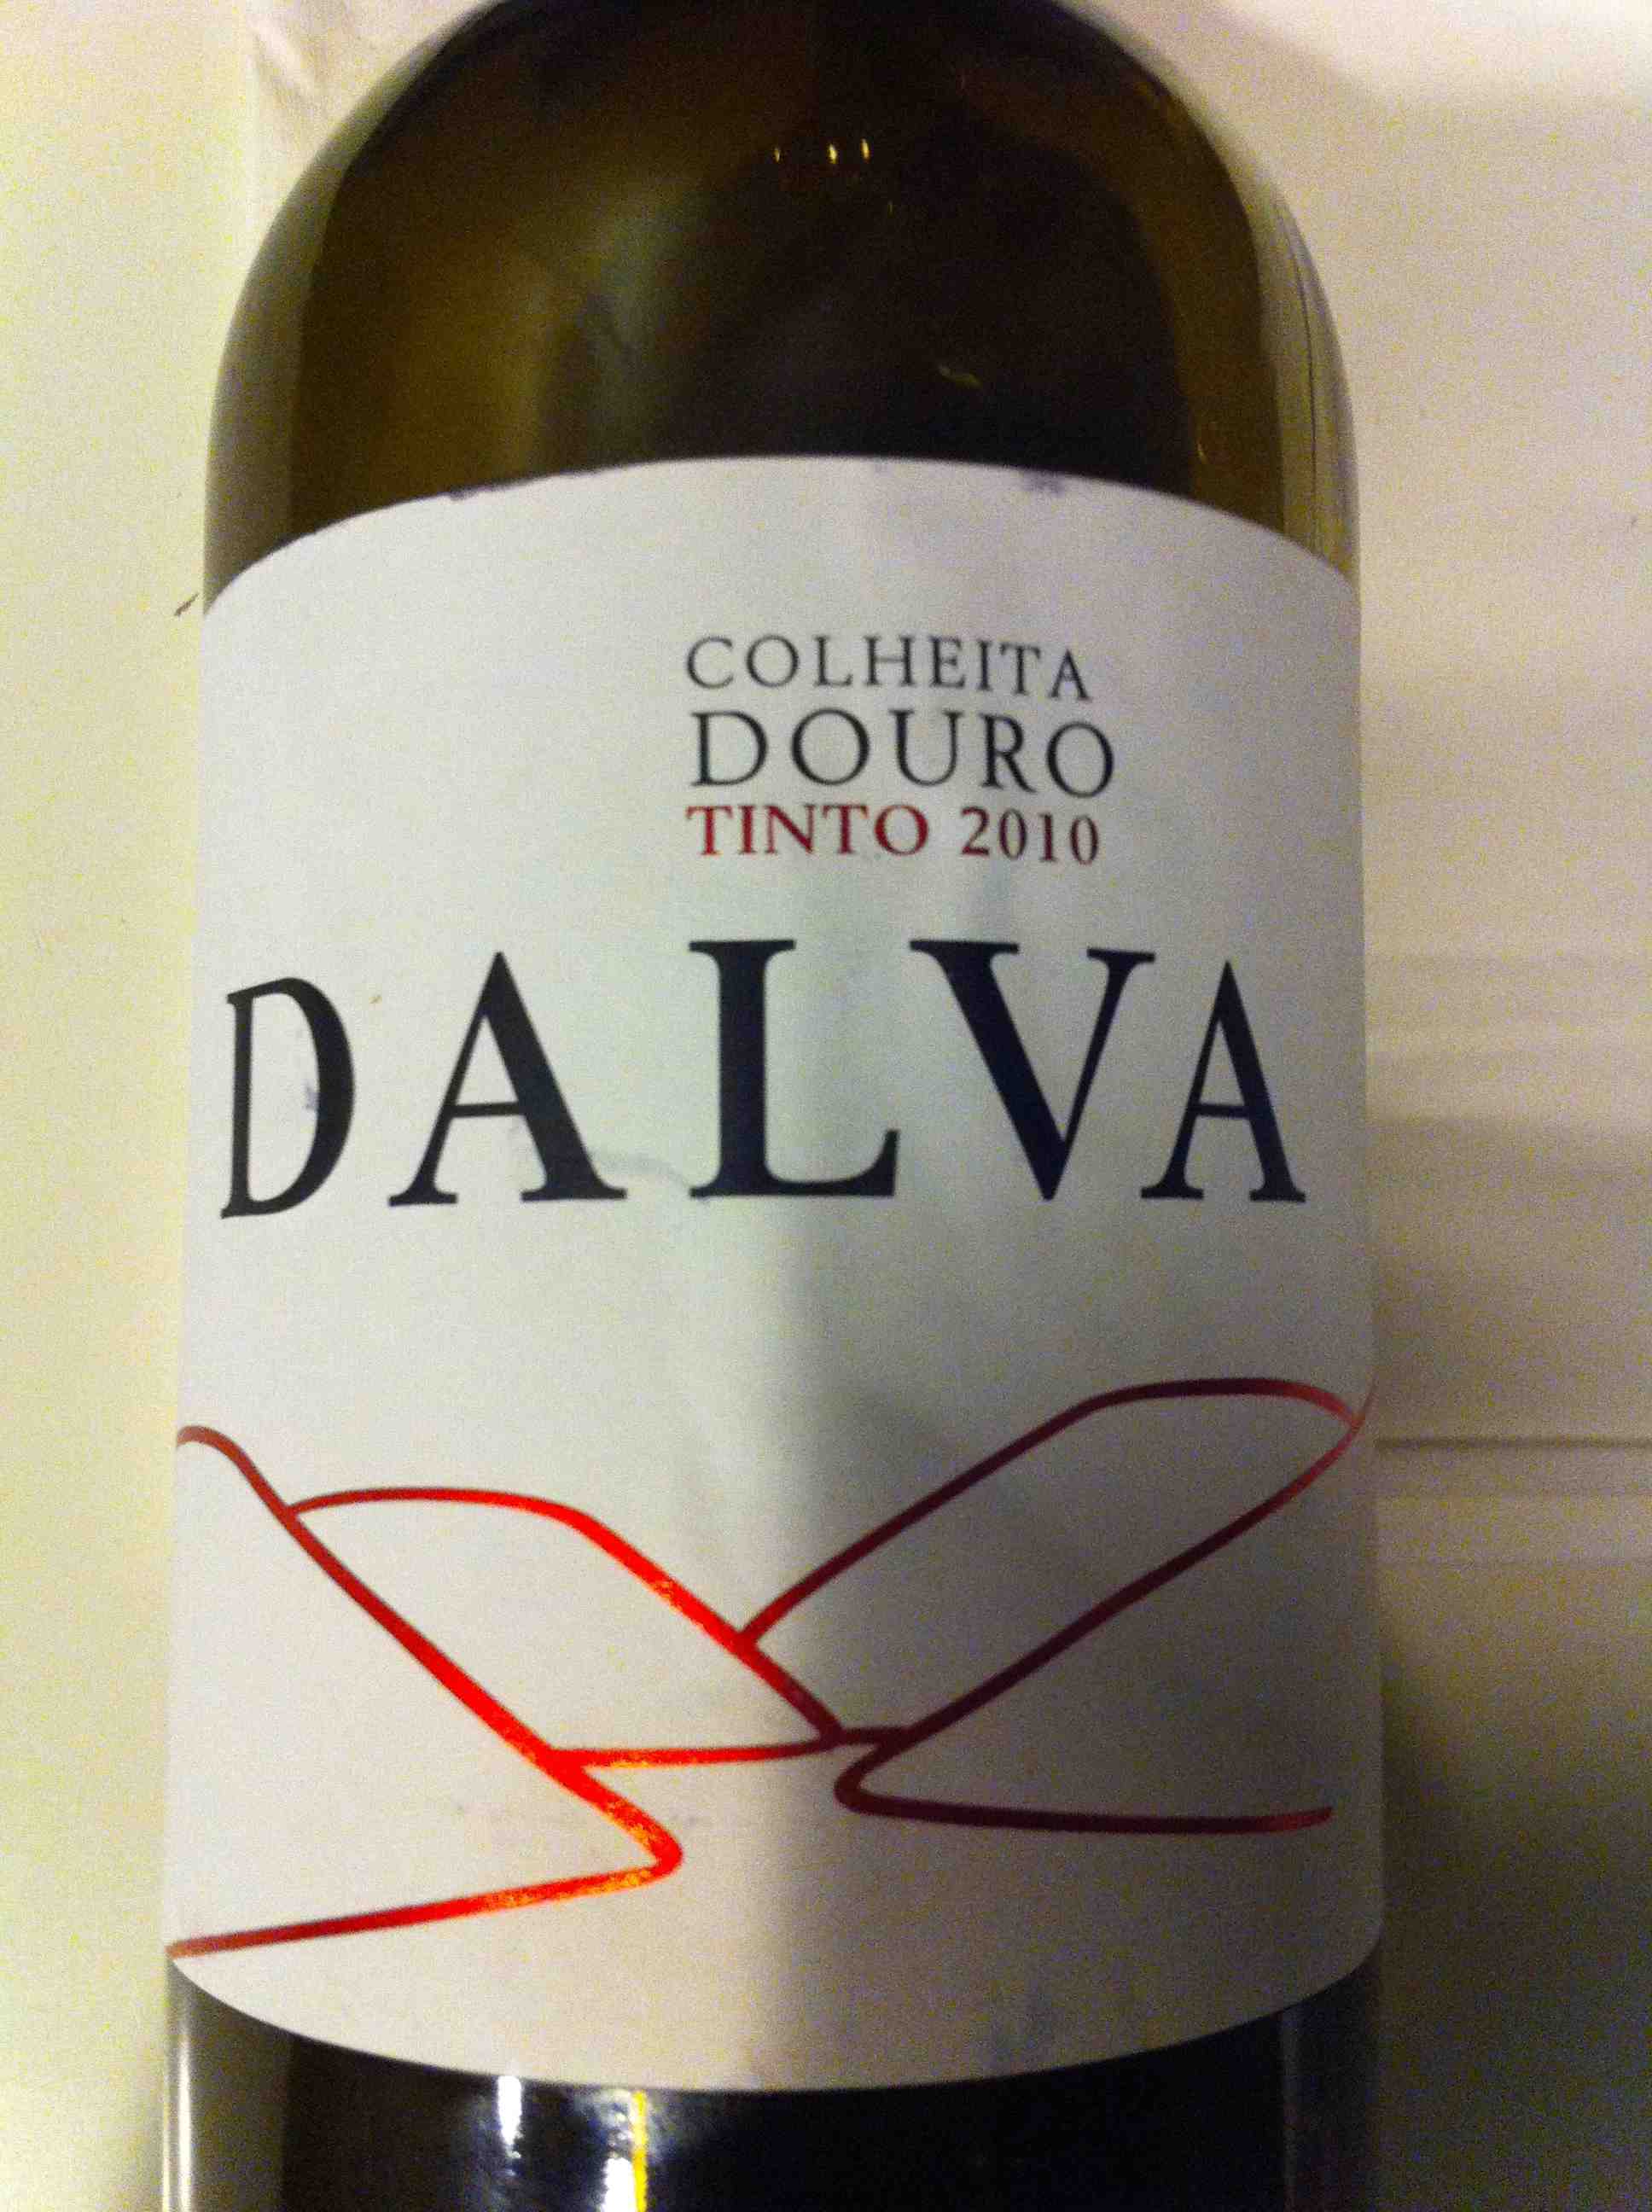 COLHEITA
DOURO
TINTO 2010
DALVA